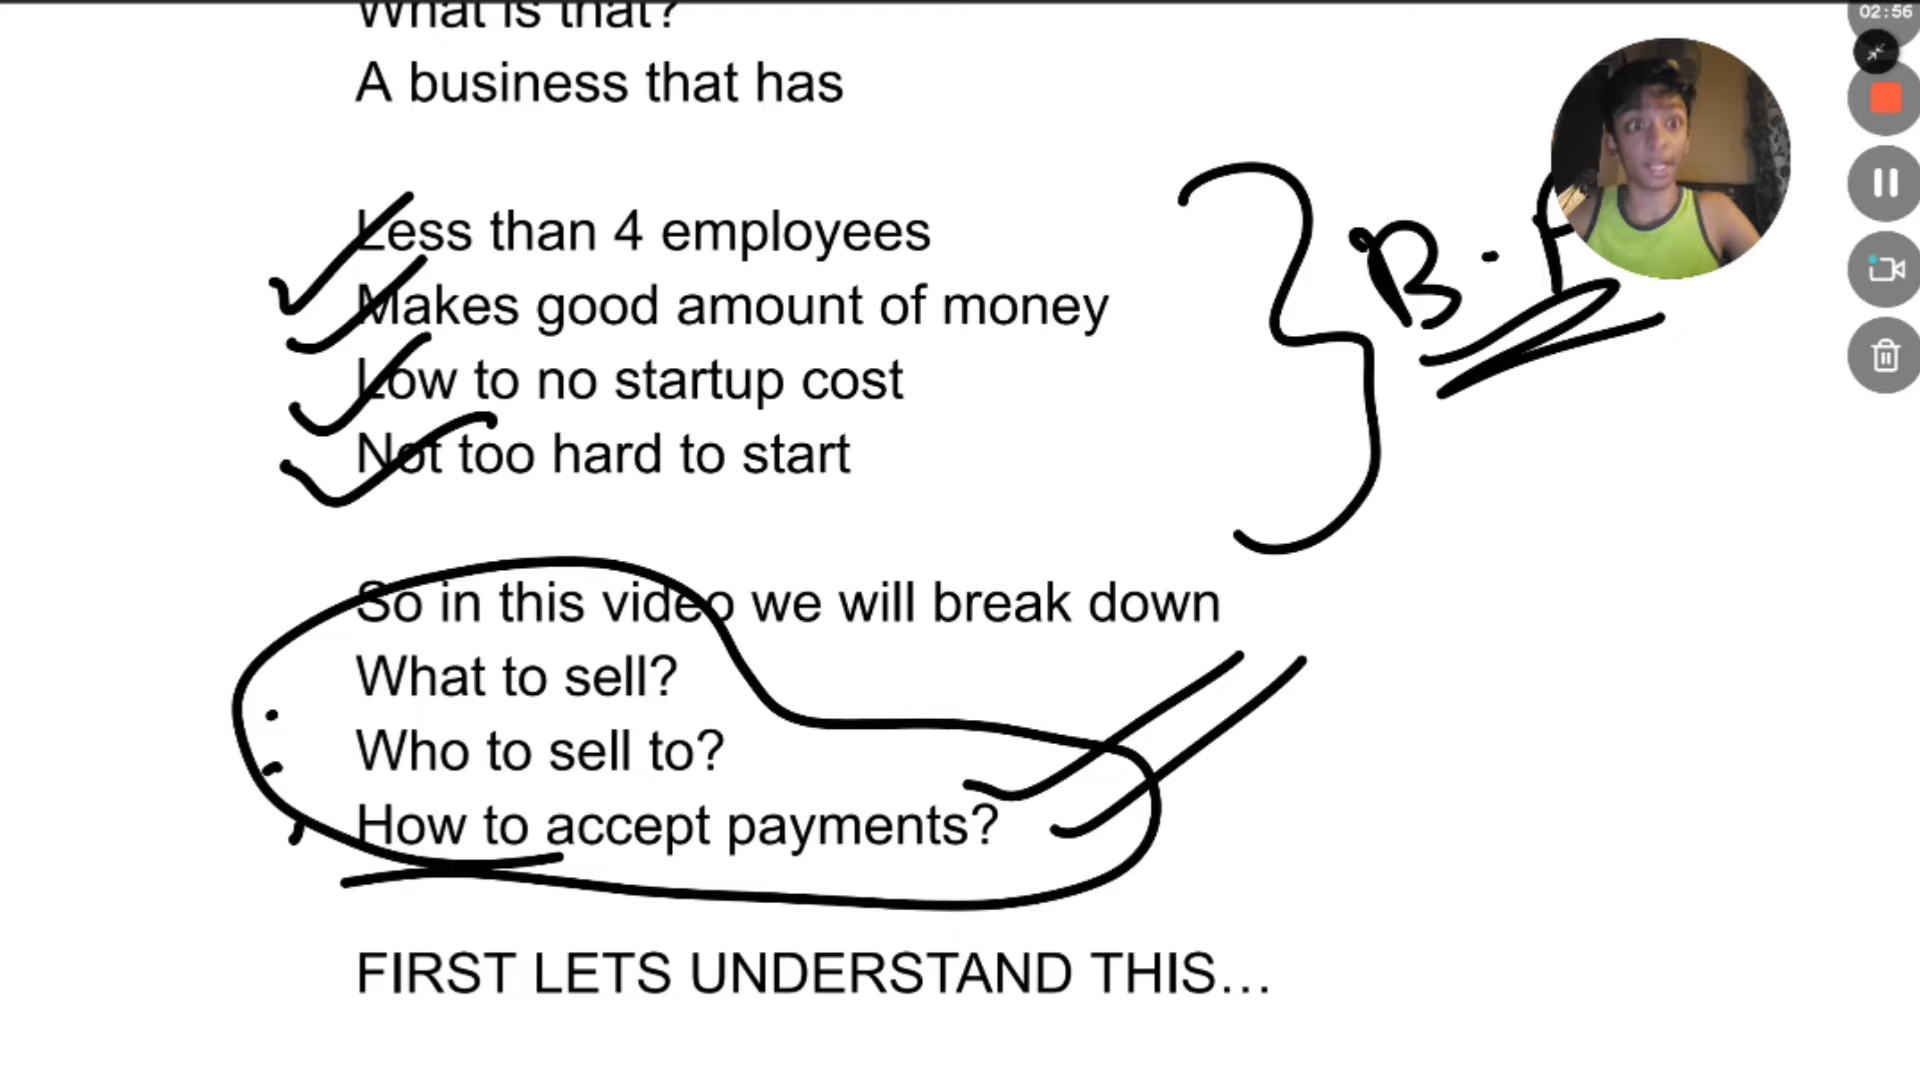 What is that?
A business that has
Less than 4 employees
Makes good amount of money
Low to no startup cost
Not too hard to start
B.
So in this video we will break down
What to sell?
Who to sell to?
How to accept payments?
FIRST LETS UNDERSTAND THIS...
02:56